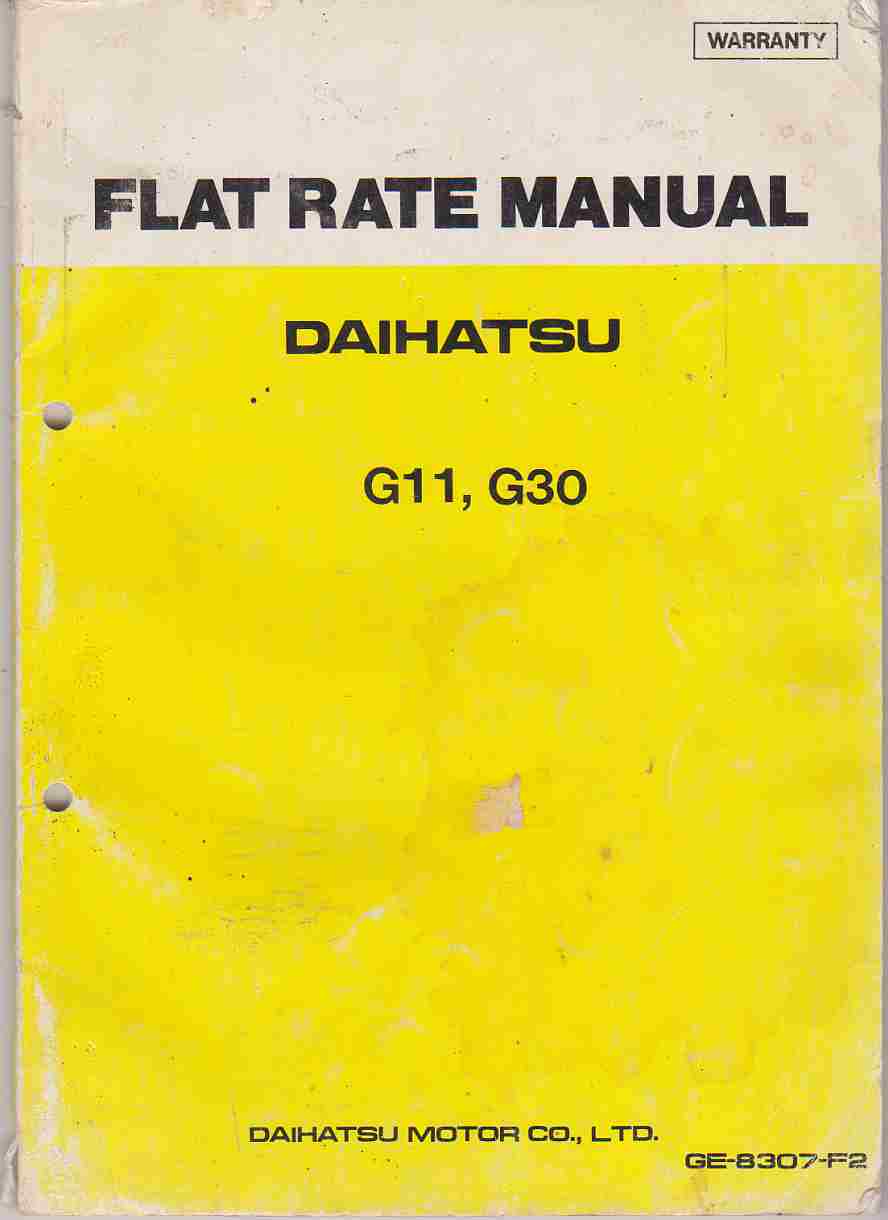 WARRANTY
FLAT RATE MANUAL
DAIHATSU
G11, G30
DAIHATSU MOTOR CO., LTD.
GE-8307-F2